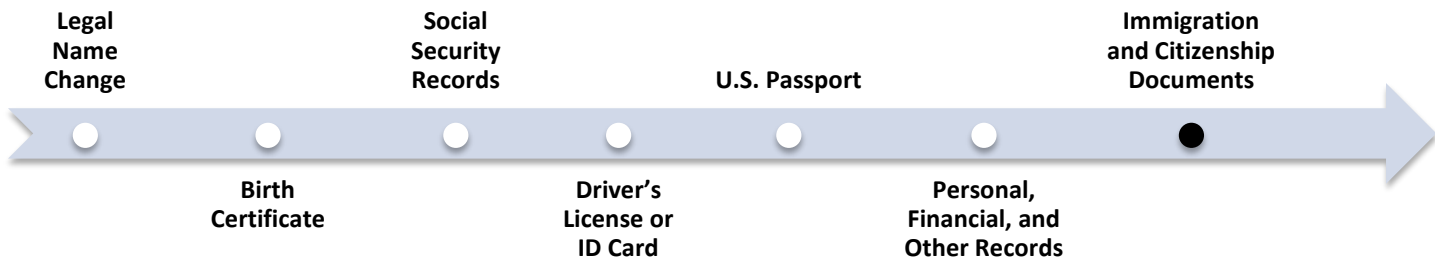 Legal
Name
Change
Birth
Certificate
Social
Security
Records
Driver’s
License or
ID Card
U.S. Passport
Personal,
Financial, and
Other Records
Immigration
and Citizenship
Documents